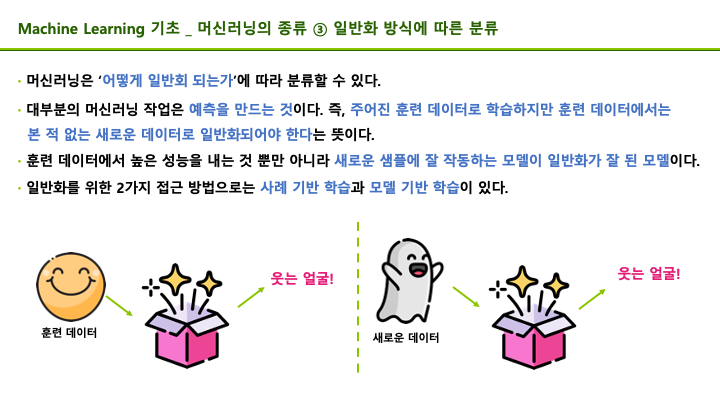 Machine Learning 기초 _ 머신러닝의 종류 ③ 일반화 방식에 따른 분류
· 머신러닝은 ‘어떻게 일반회 되는가’에 따라 분류할 수 있다.
· 대부분의 머신러닝 작업은 예측을 만드는 것이다. 즉, 주어진 훈련 데이터로 학습하지만 훈련 데이터에서는
본 적 없는 새로운 데이터로 일반화되어야 한다는 뜻이다.
· 훈련 데이터에서 높은 성능을 내는 것 뿐만 아니라 새로운 샘플에 잘 작동하는 모델이 일반화가 잘 된 모델이다.
· 일반화를 위한 2가지 접근 방법으로는 사례 기반 학습과 모델 기반 학습이 있다.
웃는 얼굴!
훈련 데이터
웃는 얼굴!
새로운 데이터